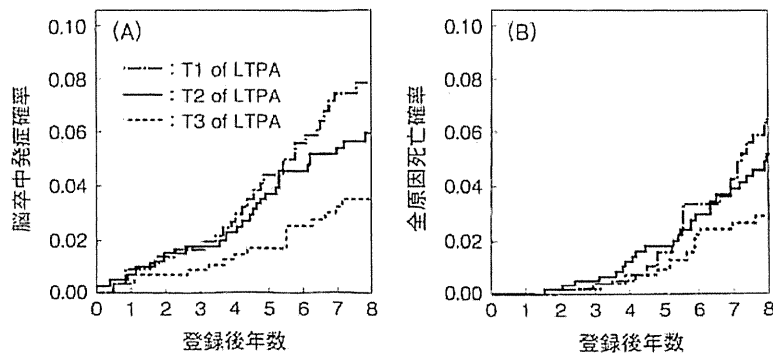 (A)
脳卒中発症確率
0.10
0.08
0.06
0.04
0.02
0.00
: T1 of LTPA
: T2 of LTPA
: T3 of LTPA
0 1 2 3 4 5 6 7 8
登録後年数
(B)
全原因死亡確率
0.10
0.08
0.06
0.04
0.02
0.00
0 1 2 3 4 5 6 7 8
登録後年数